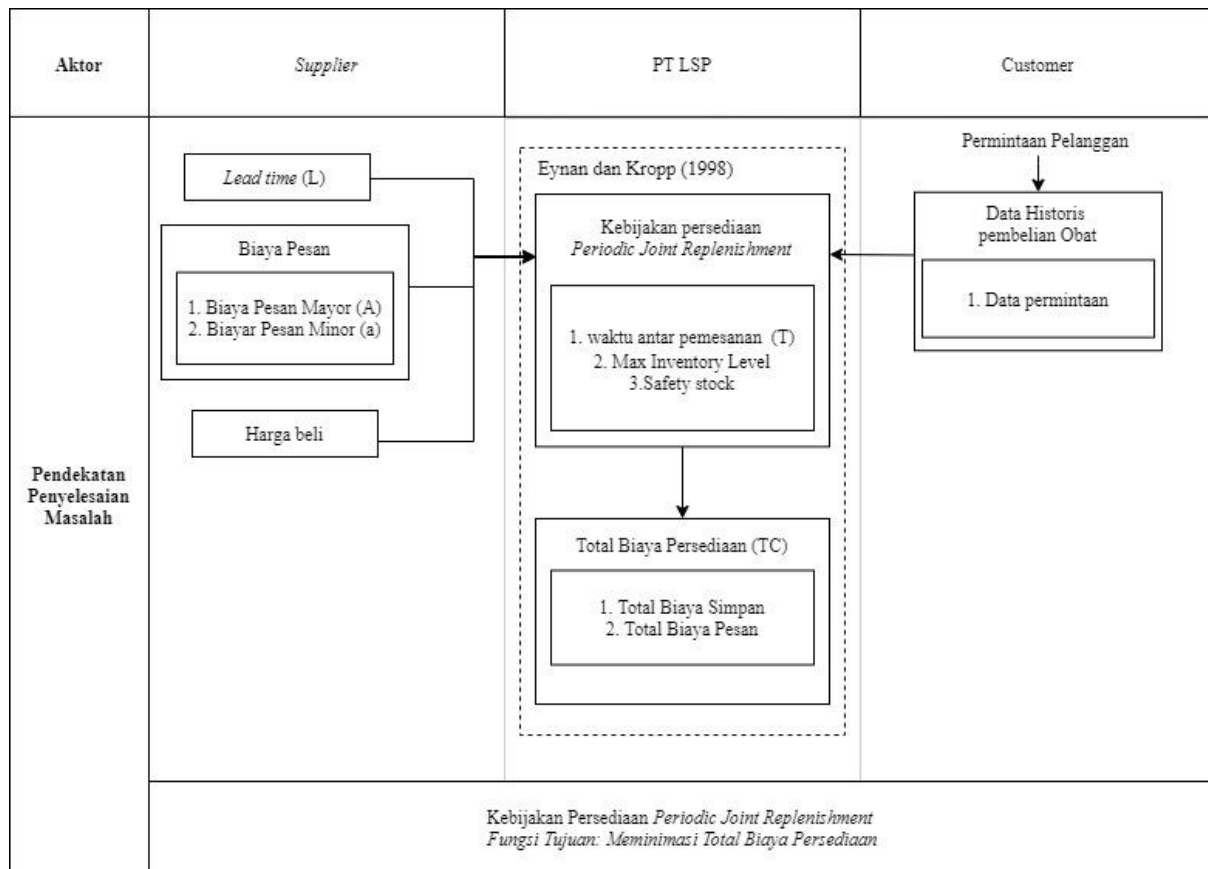 Aktor
Supplier
PT LSP
Customer
Pendekatan
Penyelesaian
Masalah
Lead time (L)
Biaya Pesan
1. Biaya Pesan Mayor (A)
2. Biayar Pesan Minor (a)
Harga beli
Eynan dan Kropp (1998)
Kebijakan persediaan
Periodic Joint Replenishment
1. waktu antar pemesanan (T)
2. Max Inventory Level
3.Safety stock
Total Biaya Persediaan (TC)
1. Total Biaya Simpan
2. Total Biaya Pesan
Permintaan Pelanggan
Data Historis
pembelian Obat
1. Data permintaan
Kebijakan Persediaan Periodic Joint Replenishment
Fungsi Tujuan: Meminimasi Total Biaya Persediaan